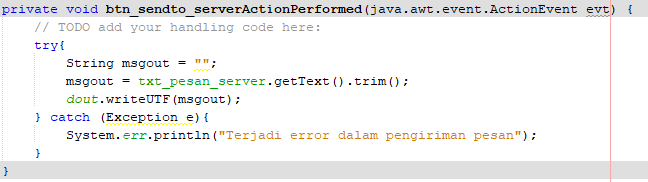 private void btn_sendto_serverActionPerformed(java.awt.event.ActionEvent evt) {
    // TODO add your handling code here:
    try{
        String msgout = "";
        msgout = txt_pesan_server.getText().trim();
        dout.writeUTF(msgout);
    } catch (Exception e){
        System.err.println("Terjadi error dalam pengiriman pesan");
    }
}